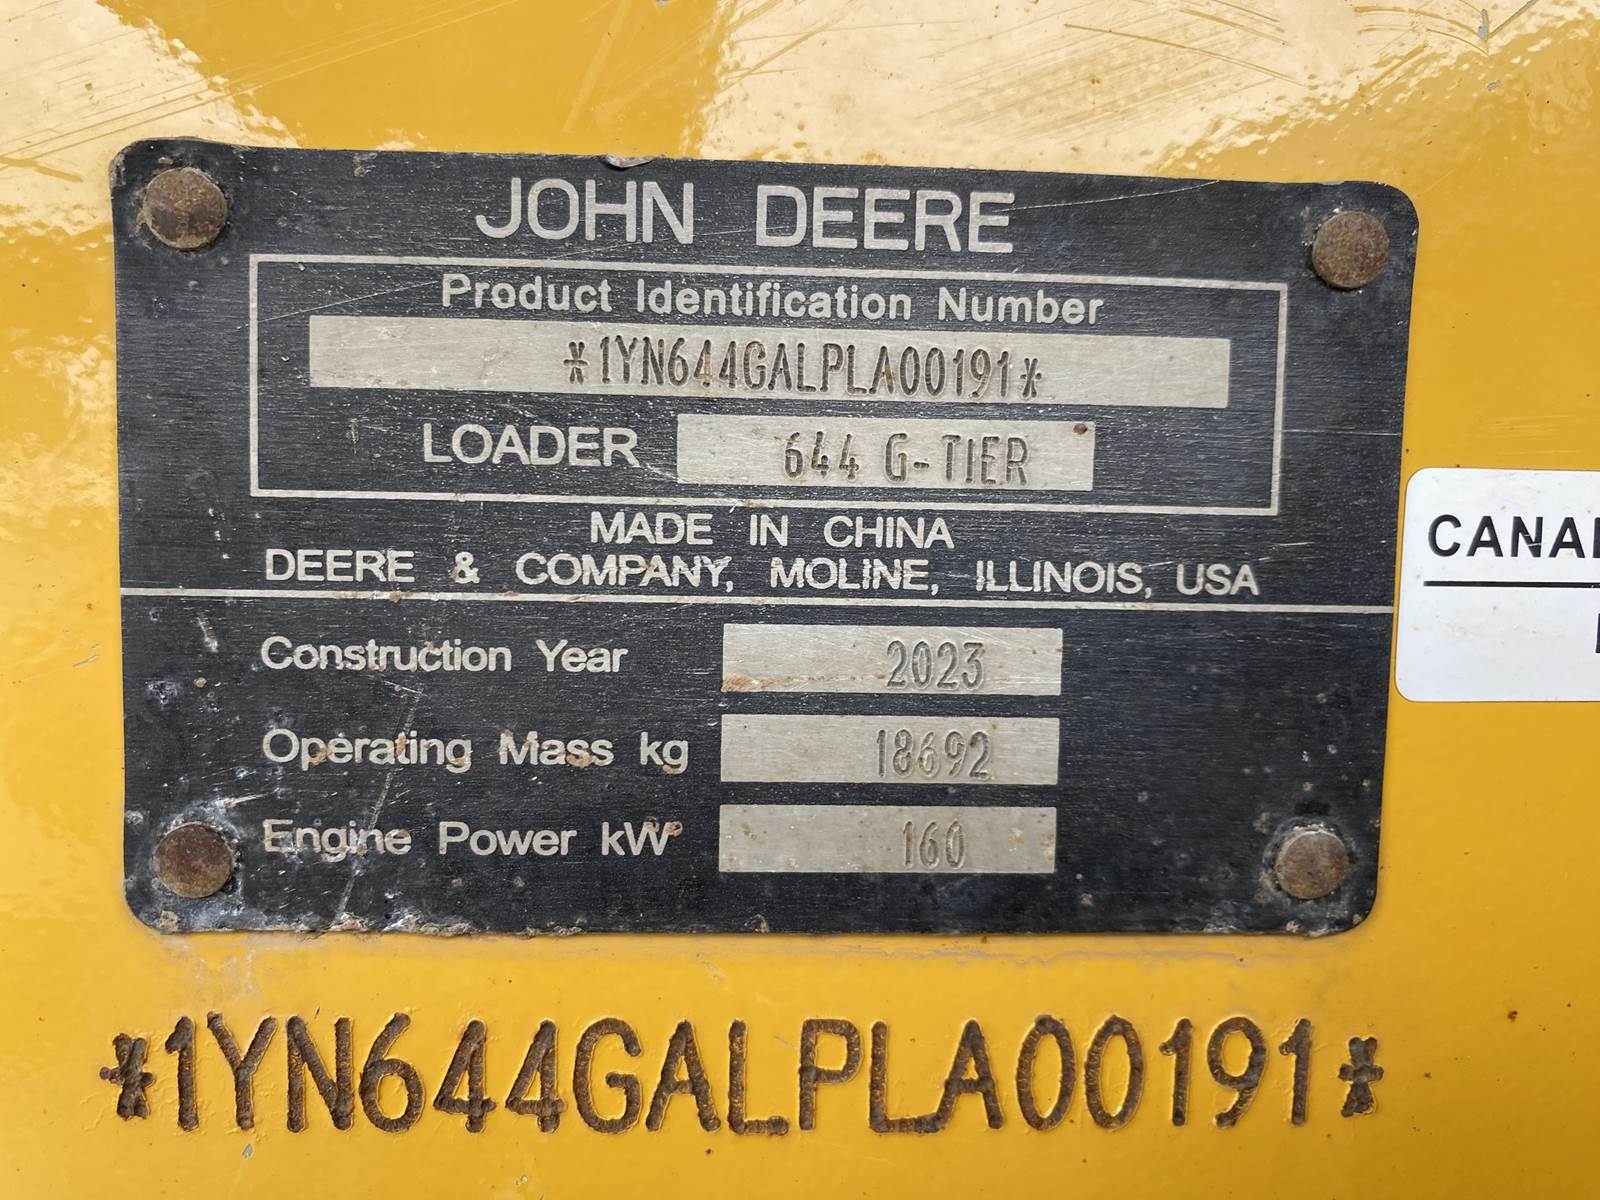 JOHN DEERE
Product Identification Number
*1YN644GALPLA00191*
LOADER 644 G-TIER
MADE IN CHINA
DEERE & COMPANY, MOLINE, ILLINOIS, USA
Construction Year 2023
Operating Mass kg 18692
Engine Power kW 160
*1YN644GALPLA00191*